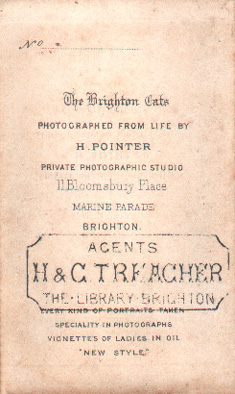 No
The Brighton Cats
PHOTOGRAPHED FROM LIFE BY
H. POINTER
PRIVATE PHOTOGRAPHIC STUDIO
11 Bloomsbury Place
MARINE PARADE
BRIGHTON.
AGENTS
H & C TREACHER
THE · LIBRARY · BRIGHTON
EVERY KIND OF PORTRAITS TAKEN
SPECIALITY IN PHOTOGRAPHS
VIGNETTE'S OF LADIES IN OIL
"NEW STYLE,"